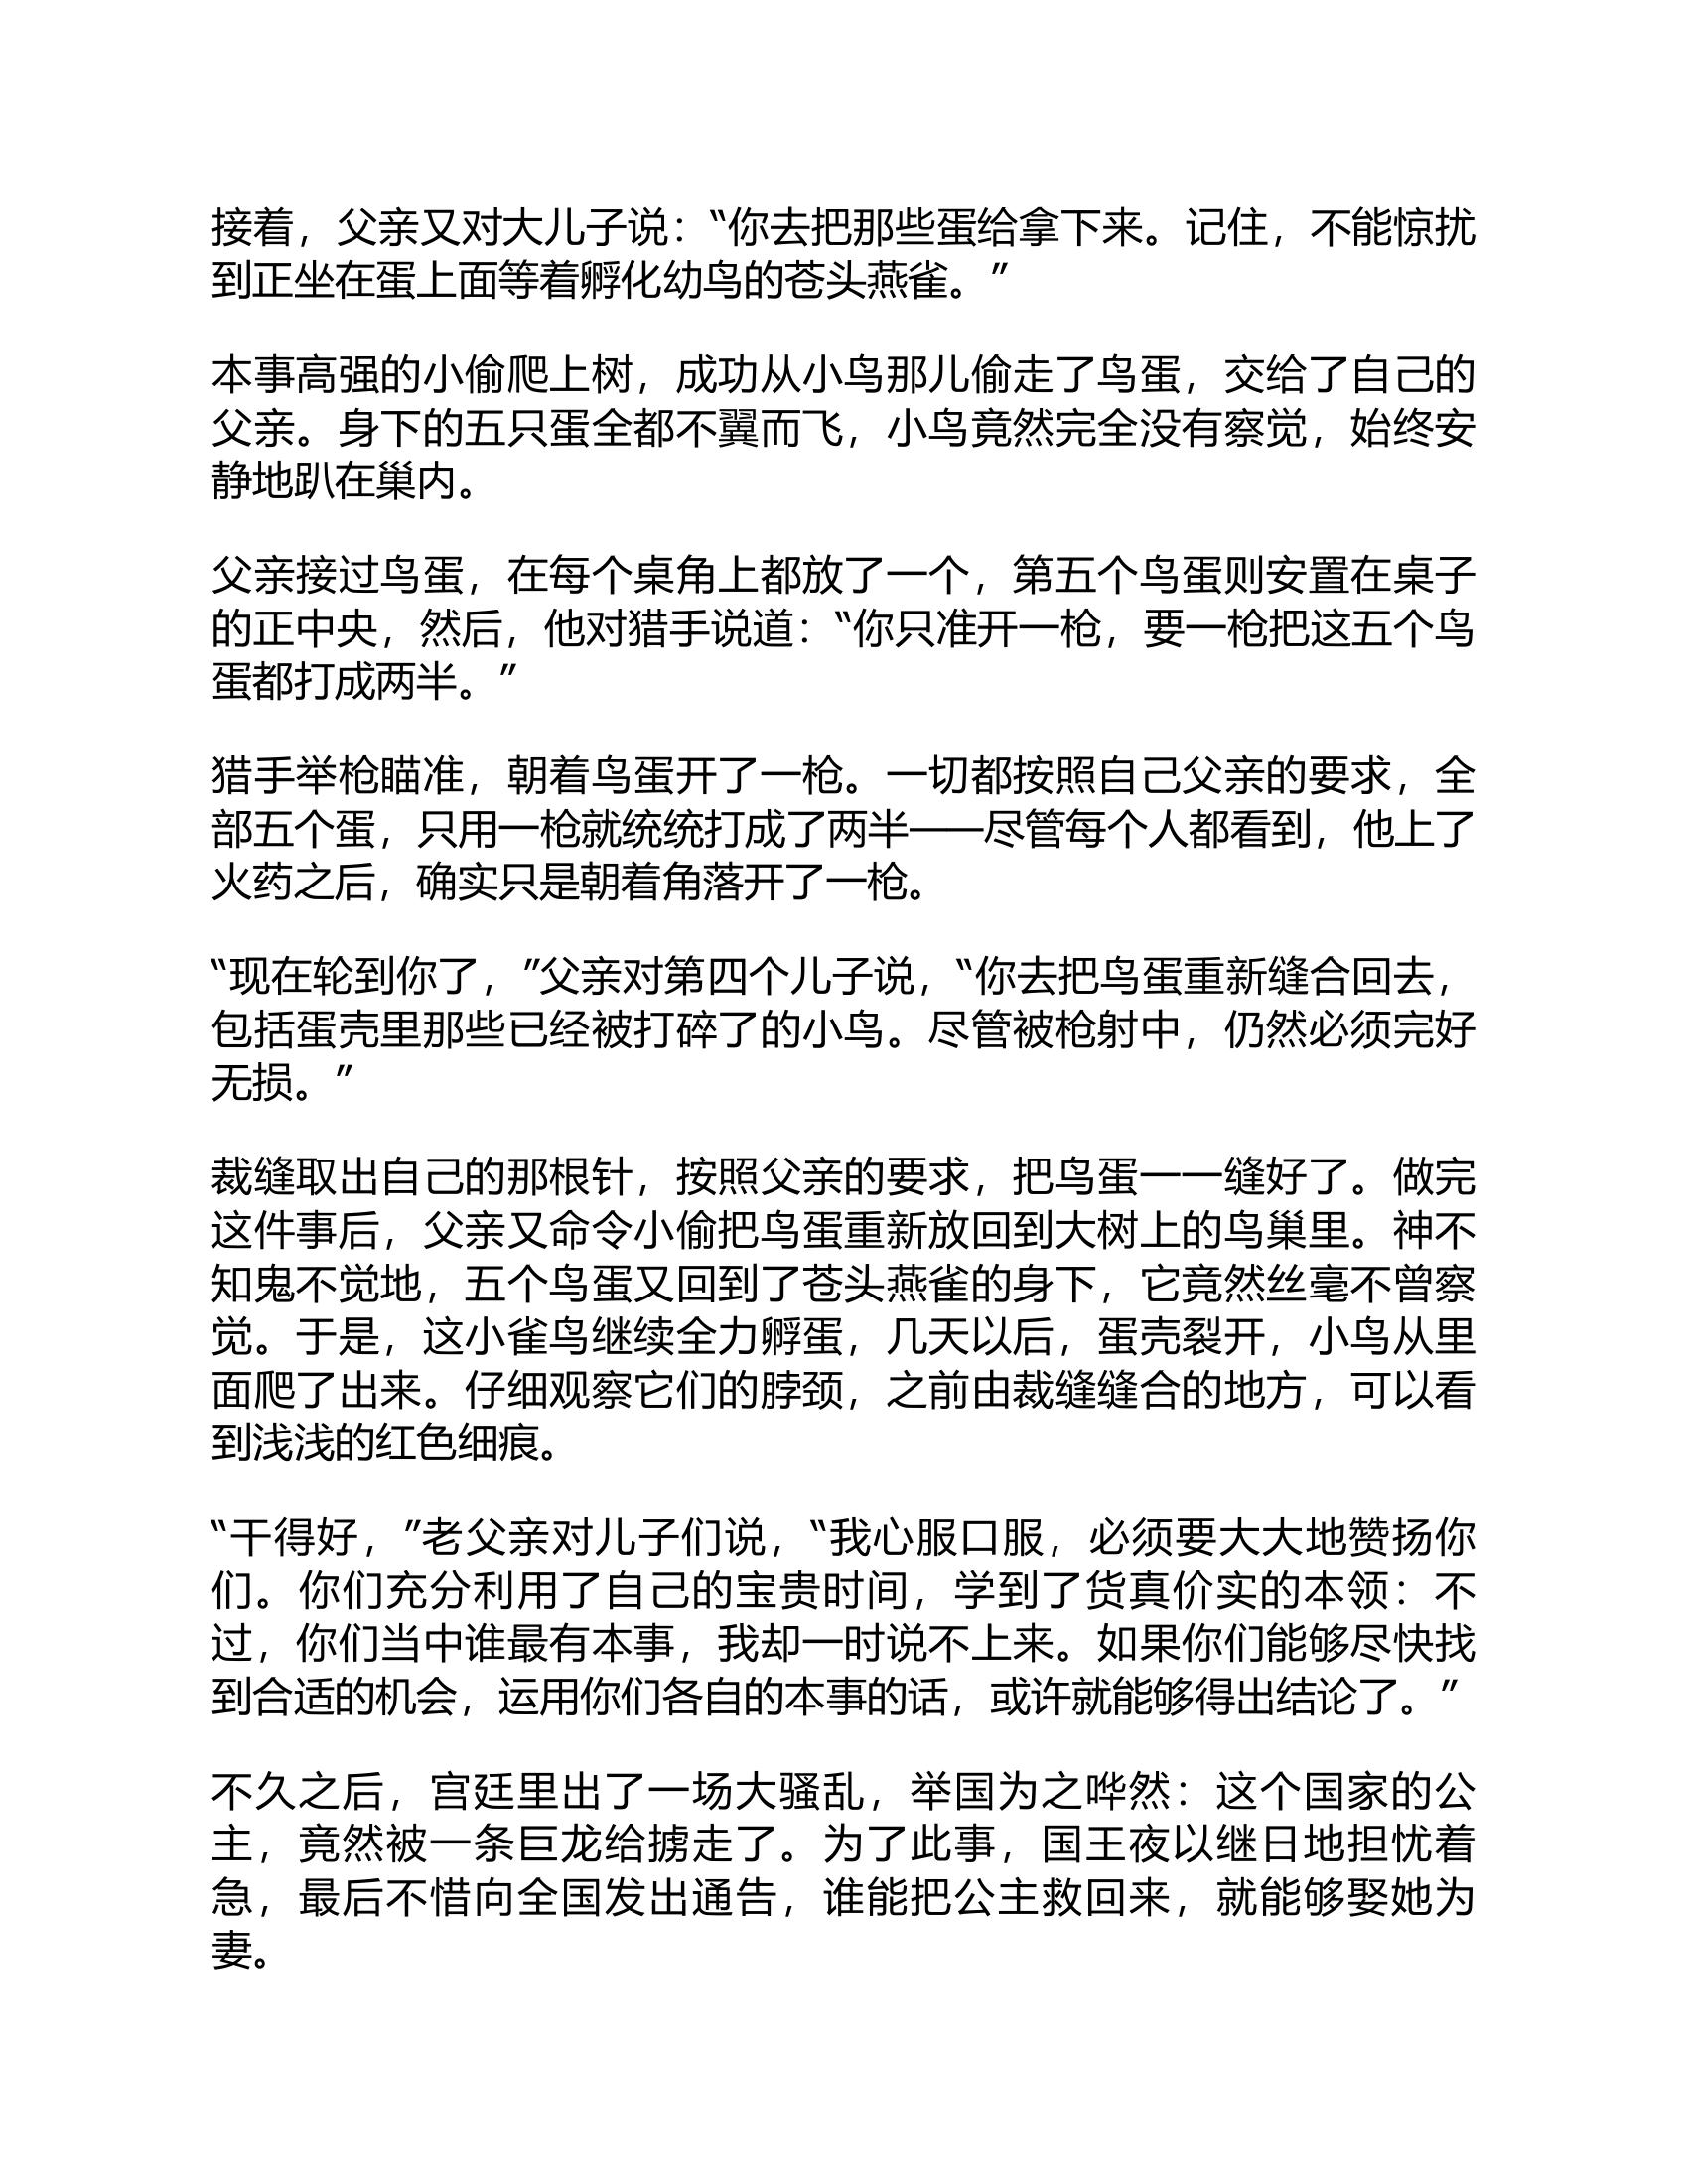 接着，父亲又对大儿子说：“你去把那些蛋给拿下来。记住，不能惊扰
到正坐在蛋上面等着孵化幼鸟的苍头燕雀。”
本事高强的小偷爬上树，成功从小鸟那儿偷走了鸟蛋，交给了自己的
父亲。身下的五只蛋全都不翼而飞，小鸟竟然完全没有察觉，始终安
静地趴在巢内。
父亲接过鸟蛋，在每个桌角上都放了一个，第五个鸟蛋则安置在桌子
的正中央，然后，他对猎手说道：“你只准开一枪，要一枪把这五个鸟
蛋都打成两半。”
猎手举枪瞄准，朝着鸟蛋开了一枪。一切都按照自己父亲的要求，全
部五个蛋，只用一枪就统统打成了两半——尽管每个人都看到，他上了
火药之后，确实只是朝着角落开了一枪。
“现在轮到你了，”父亲对第四个儿子说，“你去把鸟蛋重新缝合回去，
包括蛋壳里那些已经被打碎了的小鸟。尽管被枪射中，仍然必须完好
无损。”
裁缝取出自己的那根针，按照父亲的要求，把鸟蛋一一缝好了。做完
这件事后，父亲又命令小偷把鸟蛋重新放回到大树上的鸟巢里。神不
知鬼不觉地，五个鸟蛋又回到了苍头燕雀的身下，它竟然丝毫不曾察
觉。于是，这小雀鸟继续全力孵蛋，几天以后，蛋壳裂开，小鸟从里
面爬了出来。仔细观察它们的脖颈，之前由裁缝缝合的地方，可以看
到浅浅的红色细痕。
“干得好，”老父亲对儿子们说，“我心服口服，必须要大大地赞扬你
们。你们充分利用了自己的宝贵时间，学到了货真价实的本领：不
过，你们当中谁最有本事，我却一时说不上来。如果你们能够尽快找
到合适的机会，运用你们各自的本事的话，或许就能够得出结论了。”
不久之后，宫廷里出了一场大骚乱，举国为之哗然：这个国家的公
主，竟然被一条巨龙给掳走了。为了此事，国王夜以继日地担忧着
急，最后不惜向全国发出通告，谁能把公主救回来，就能够娶她为
妻。